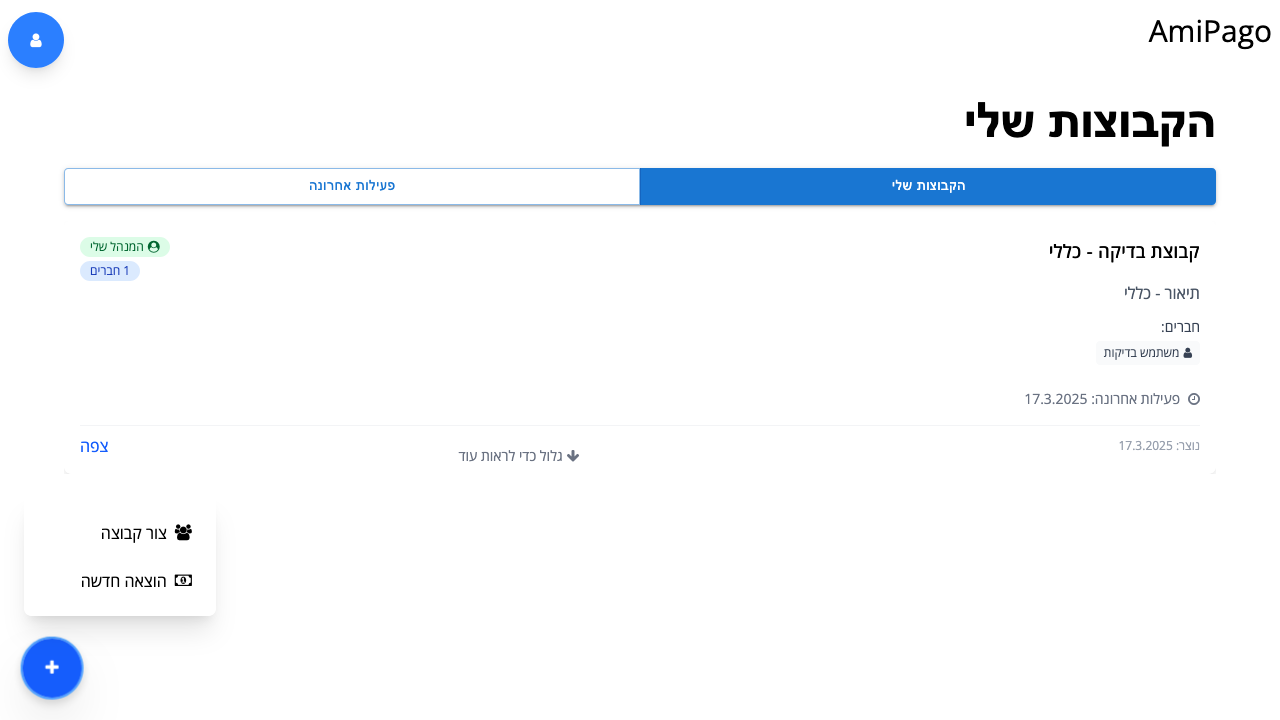 AmiPago
הקבוצות שלי
הקבוצות שלי
פעילות אחרונה
קבוצת בדיקה - כללי
המנהל שלי
1 חברים
תיאור - כללי
חברים:
משתמש בדיקות
פעילות אחרונה: 17.3.2025
נוצר: 17.3.2025
צפה
גלול כדי לראות עוד
צור קבוצה
הוצאה חדשה